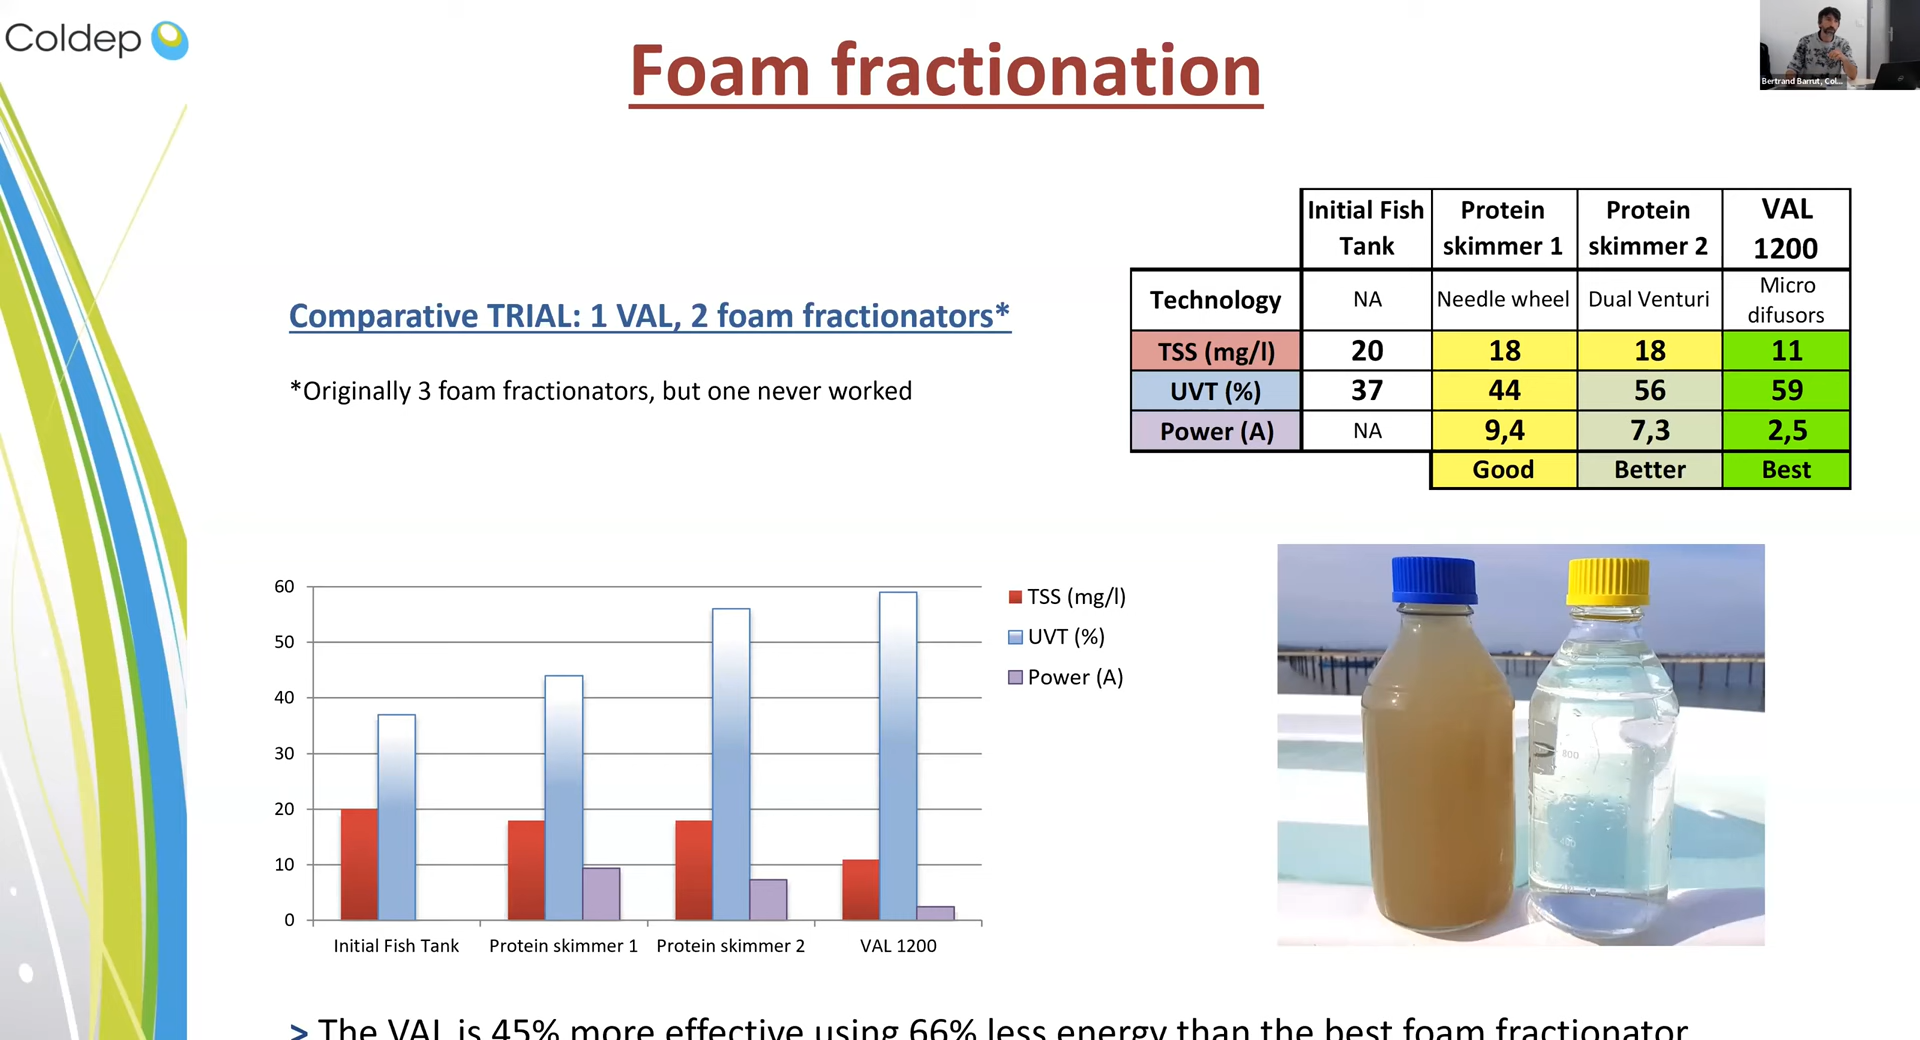 Coldep
Foam fractionation
Bertrand Barrut, Col...
Initial Fish Tank
Protein skimmer 1
Protein skimmer 2
VAL 1200
Technology NA Needle wheel Dual Venturi Micro difusors
TSS (mg/l) 20 18 18 11
UVT (%) 37 44 56 59
Power (A) NA 9,4 7,3 2,5
Good Better Best
Comparative TRIAL: 1 VAL, 2 foam fractionators*
*Originally 3 foam fractionators, but one never worked
60
50
40
30
20
10
0
Initial Fish Tank Protein skimmer 1 Protein skimmer 2 VAL 1200
TSS (mg/l)
UVT (%)
Power (A)
800
> The VAL is 45% more effective using 66% less energy than the best foam fractionator